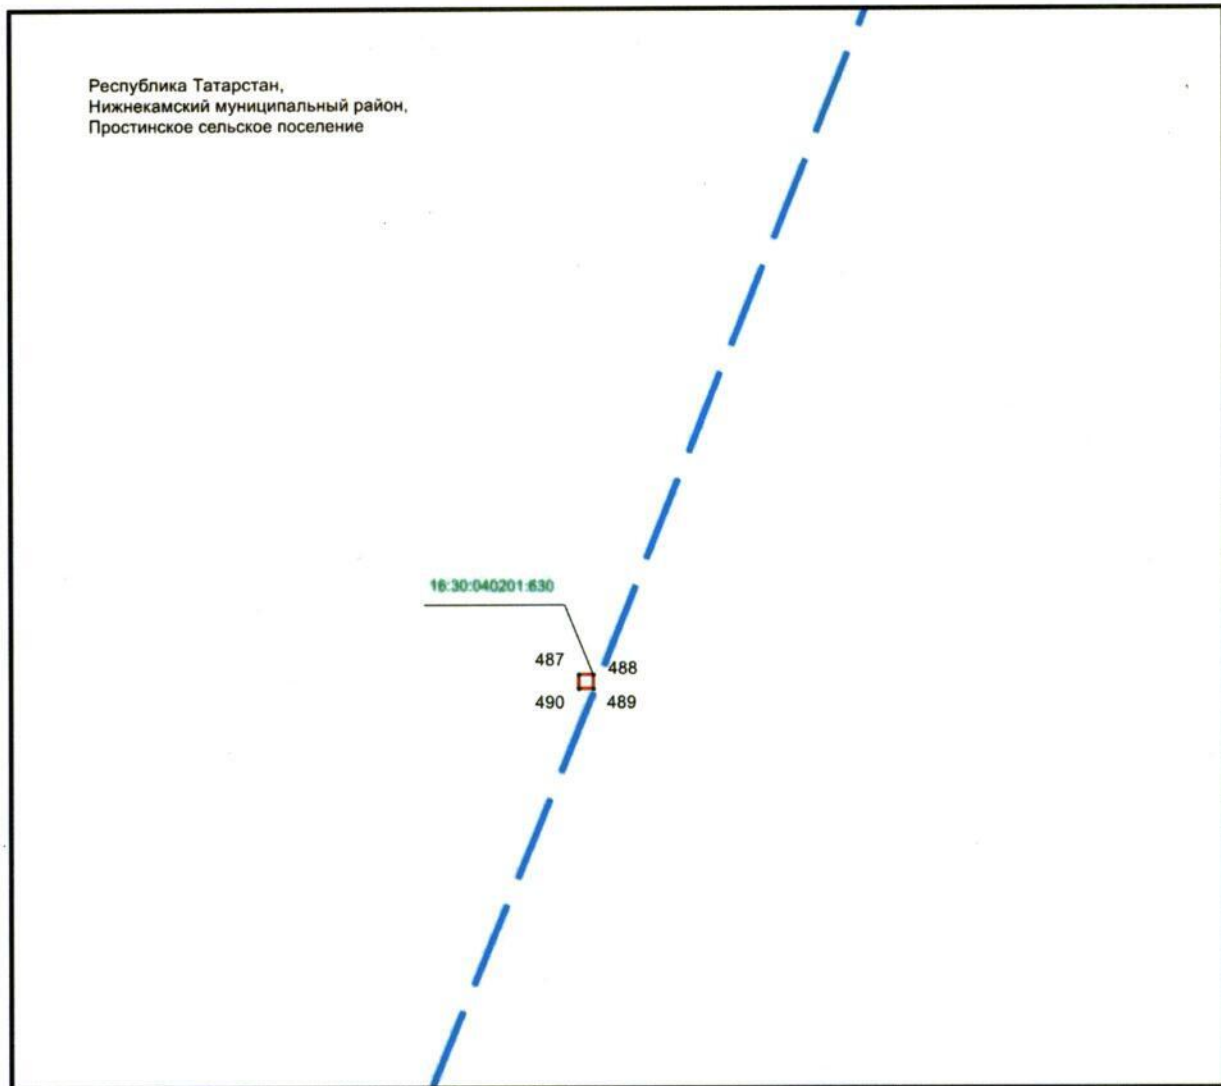 Республика Татарстан,
Нижнекамский муниципальный район,
Простинское сельское поселение
16:30:040201:630
487
488
490
489